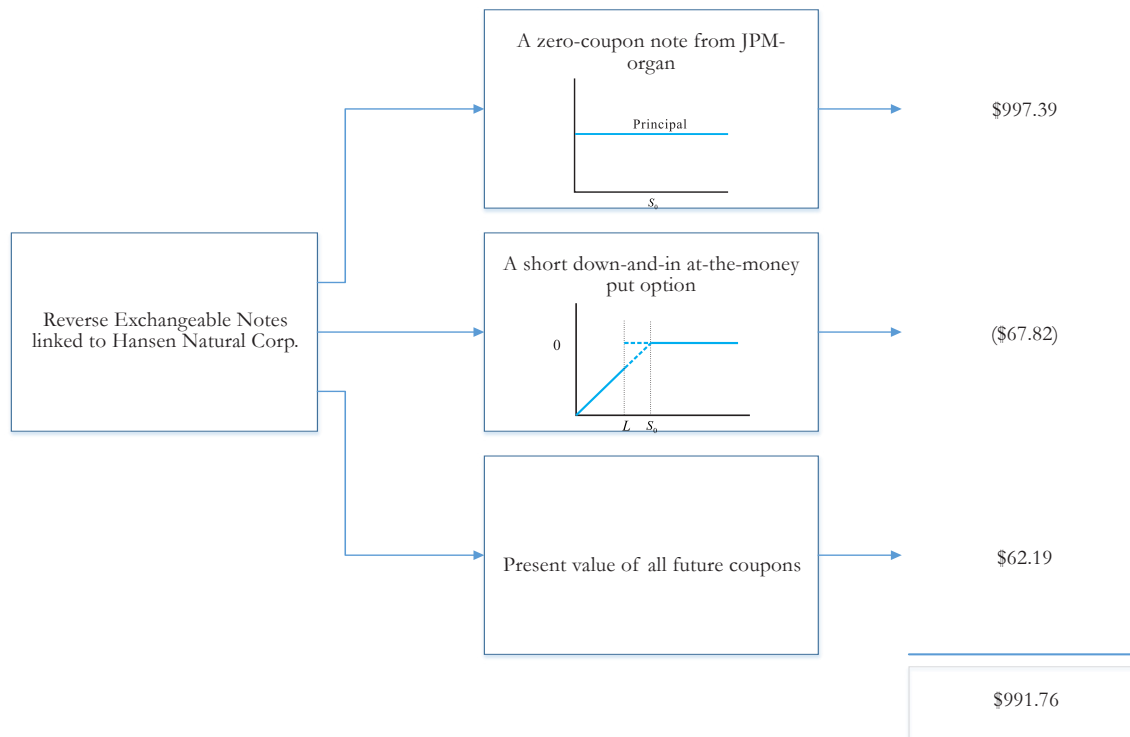 A zero-coupon note from JPM-
organ
Principal
S₀
$997.39
Reverse Exchangeable Notes
linked to Hansen Natural Corp.
A short down-and-in at-the-money
put option
0
L S₀
($67.82)
Present value of all future coupons
$62.19
$991.76